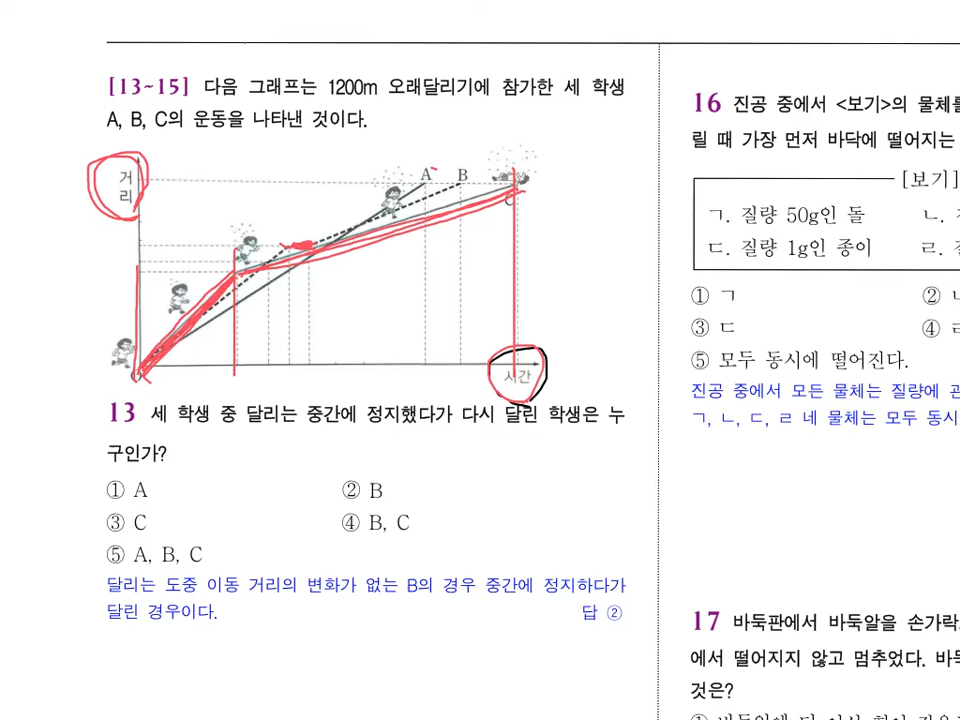 [13~15] 다음 그래프는 1200m 오래달리기에 참가한 세 학생
A, B, C의 운동을 나타낸 것이다.
거
리
A
B
C
시간
13 세 학생 중 달리는 중간에 정지했다가 다시 달린 학생은 누
구인가?
① A
② B
③ C
④ B, C
⑤ A, B, C
달리는 도중 이동 거리의 변화가 없는 B의 경우 중간에 정지하다가
달린 경우이다.
답 ②
16 진공 중에서 <보기>의 물체를
릴 때 가장 먼저 바닥에 떨어지는
[보기]
ㄱ. 질량 50g인 돌
ㄴ.
ㄷ. 질량 1g인 종이
ㄹ.
① ㄱ
②
③ ㄷ
④
⑤ 모두 동시에 떨어진다.
진공 중에서 모든 물체는 질량에 관
ㄱ, ㄴ, ㄷ, ㄹ 네 물체는 모두 동시
17 바둑판에서 바둑알을 손가락
에서 떨어지지 않고 멈추었다. 바둑
것은?
①